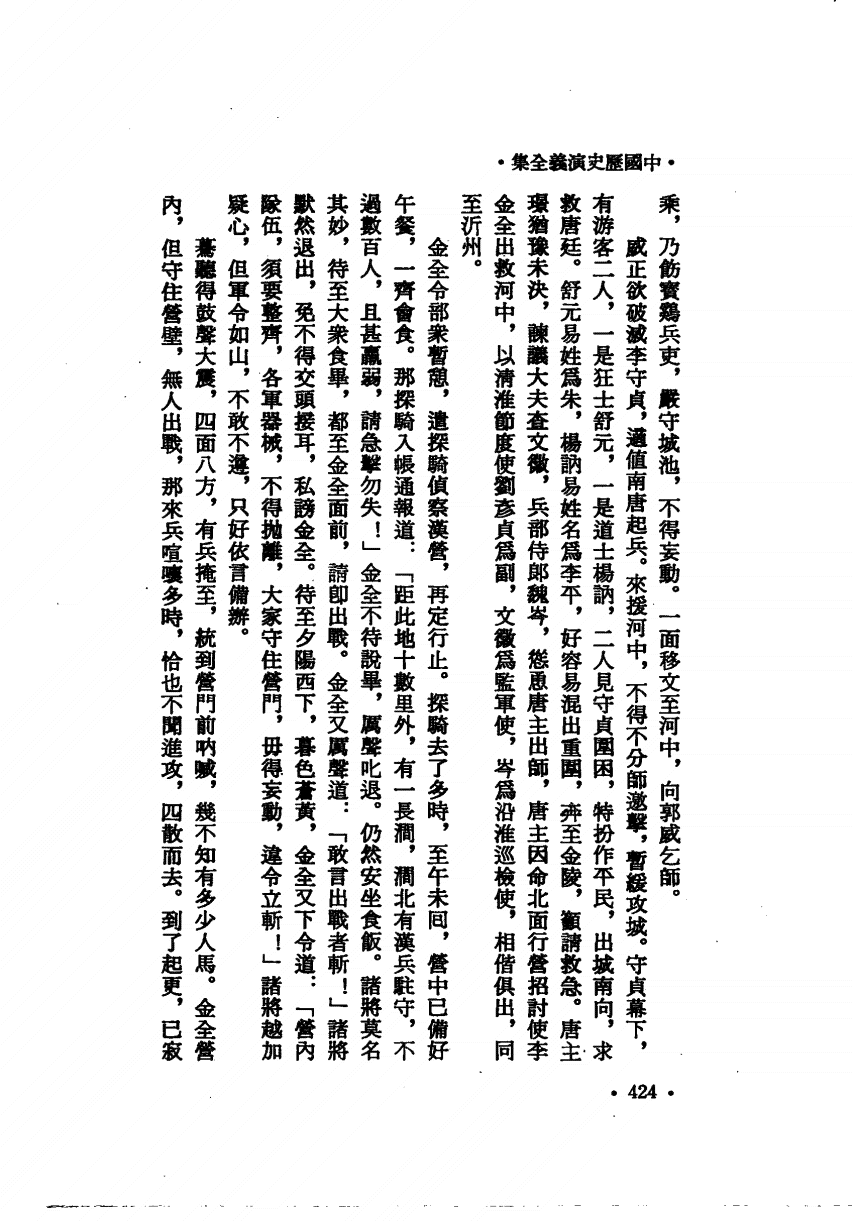 •中國歷史演義全集•
乘，乃飭寶鷄兵吏，嚴守城池，不得妄動。一面移文至河中，向郭威乞師。
威正欲破滅李守貞，適值南唐起兵。來援河中，不得不分師邀擊，暫緩攻城。守貞幕下，
有游客二人，一是狂士舒元，一是道士楊訥，二人見守貞圍困，特扮作平民，出城南向，求
救唐廷。舒元易姓爲朱，楊訥易姓名爲李平，好容易混出重圍，奔至金陵，籲請救急。唐主
猶豫未決，諫議大夫查文徽，兵部侍郎魏岑，慫恿唐主出師，唐主因命北面行營招討使李
金全出救河中，以清淮節度使劉彥貞爲副，文徽爲監軍使，岑爲沿淮巡檢使，相偕俱出，同
至沂州。
金全令部衆暫憩，遣探騎偵察漢營，再定行止。探騎去了多時，至午未回，營中已備好
午餐，一齊會食。那探騎入帳通報道：「距此地十數里外，有一長澗，澗北有漢兵駐守，不
過數百人，且甚羸弱，請急擊勿失！」金全不待說畢，厲聲叱退。仍然安坐食飯。諸將莫名
其妙，待至大衆食畢，都至金全面前，請卽出戰。金全又厲聲道：「敢言出戰者斬！」諸將
默然退出，免不得交頭接耳，私謗金全。待至夕陽西下，暮色蒼黃，金全又下令道：「營內
隊伍，須要整齊，各軍器械，不得拋離，大家守住營門，毋得妄動，違令立斬！」諸將越加
疑心，但軍令如山，不敢不遵，只好依言備辦。
驀聽得鼓聲大震，四面八方，有兵掩至，統到營門前吶喊，幾不知有多少人馬。金全營
內，但守住營壁，無人出戰，那來兵喧嚷多時，恰也不聞進攻，四散而去。到了起更，已寂
•424•